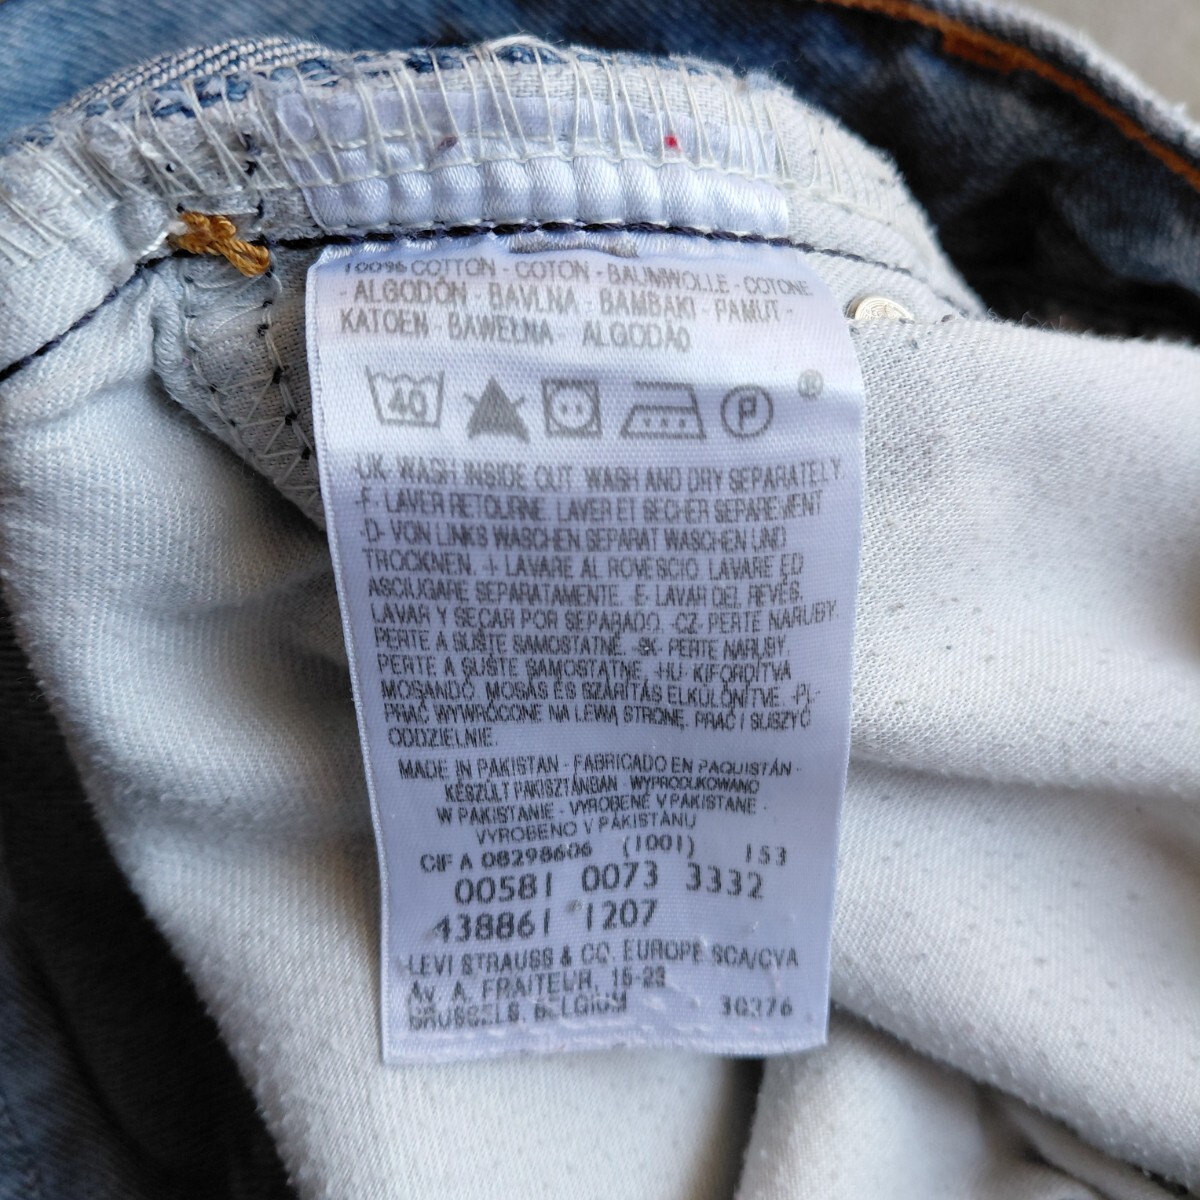 100% COTTON - COTON - BAUMWOLLE - COTONE
- ALGODÓN - BAVLNA - BAMBAKI - PAMUT -
KATOEN BAWEŁNA ALGODÃO
40 P ®
-UK- WASH INSIDE OUT. WASH AND DRY SEPARATELY
-F- LAVER RETOURNE. LAVER ET SECHER SEPAREMENT
-D- VON LINKS WASCHEN, SEPARAT WASCHEN UND
TROCKNEN. -I- LAVARE AL ROVESCIO. LAVARE ED
ASCIUGARE SEPARATAMENTE. -E- LAVAR DEL REVÉS.
LAVAR Y SECAR POR SEPARADO. -CZ- PERTE NARUBY.
PERTE A SUŠTE SAMOSTATNĚ. -SK- PERTE NARUBY.
PERTE A SUŠTE SAMOSTATNE. -HU- KIFORDÍTVA
MOSANDÓ. MOSÁS ÉS SZÁRÍTÁS ELKÜLÖNÍTVE. -PL-
PRAĆ WYWRÓCONE NA LEWĄ STRONĘ, PRAĆ I SUSZYĆ
ODDZIELNIE.
MADE IN PAKISTAN - FABRICADO EN PAQUISTÁN -
KÉSZÜLT PAKISZTÁNBAN - WYPRODUKOWANO
W PAKISTANIE - VYROBENÉ V PAKISTANE -
VYROBENO V PÁKISTÁNU
CIF A 08298606 (1001) 153
00581 0073 3332
438861 1207
LEVI STRAUSS & CO. EUROPE SCA/CVA
AV. A. FRAITEUR, 15-23
BRUSSELS, BELGIUM 30376